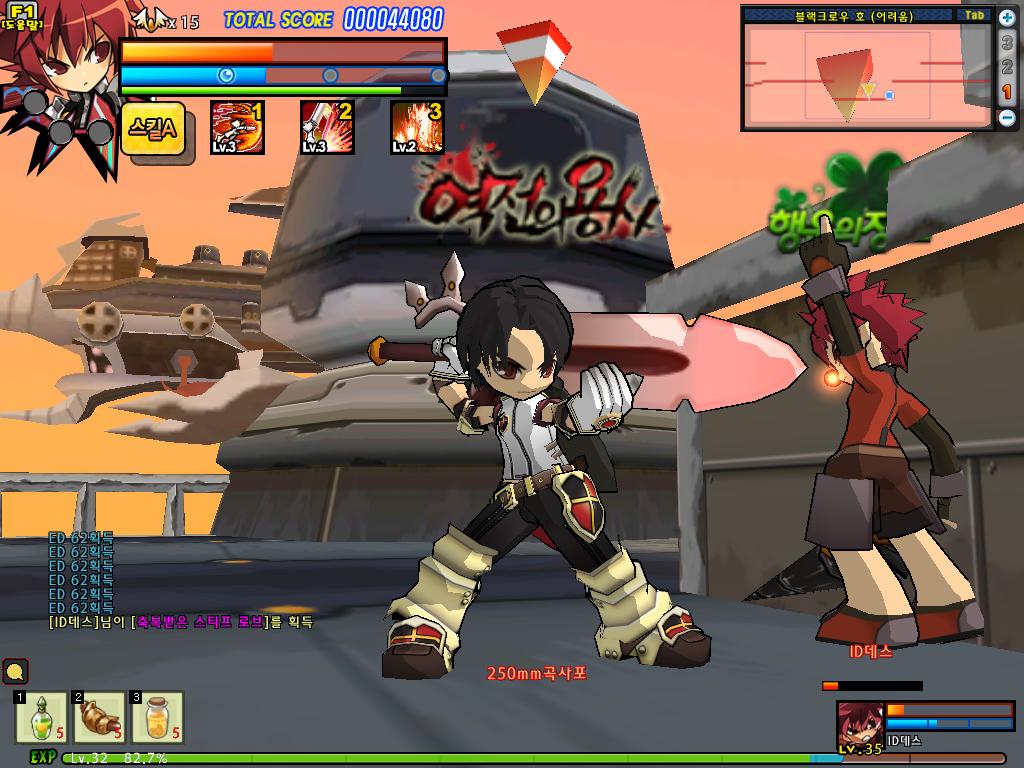 F1
[도움말]
x 15
TOTAL SCORE 000044080
블랙크로우 호 (어려움) Tab
3
2
1
스킬A
1 Lv.3
2 Lv.3
3 Lv.2
역전의용사
행운의
ED 62획득
ED 62획득
ED 62획득
ED 62획득
ED 62획득
ED 62획득
[ID데스]님이 [축복받은 스티프 로브]를 획득
250mm곡사포
ID데스
1 5
2 5
3 5
Lv.35
ID데스
EXP Lv.32 82.7%